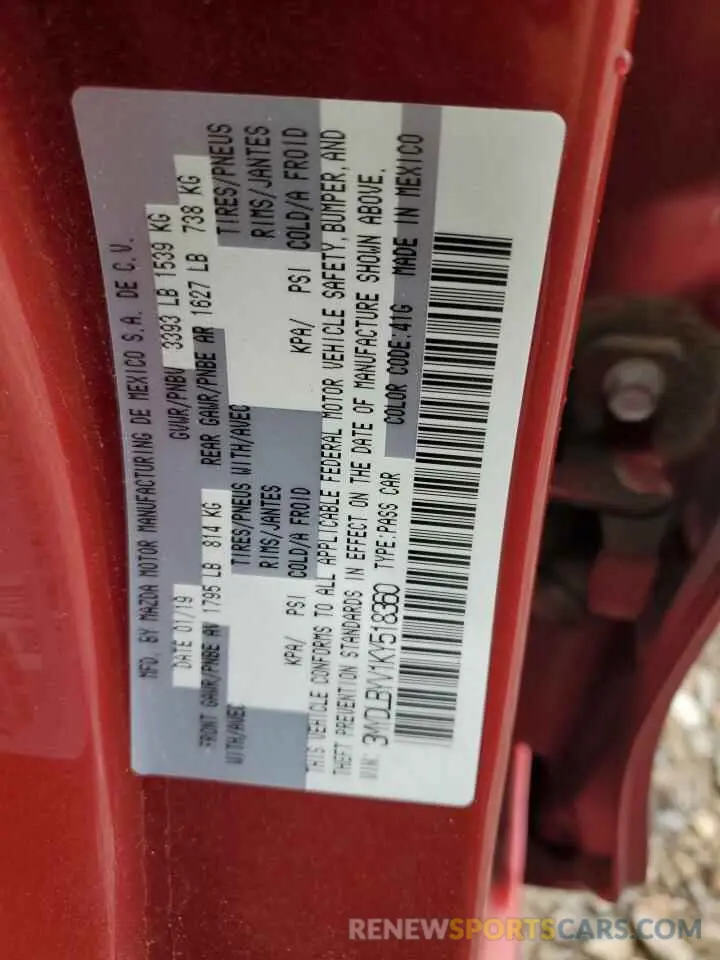 MFD. BY MAZDA MOTOR MANUFACTURING DE MEXICO S.A. DE C.V.
DATE 01/19 GVWR/PNBV 3393 LB 1539 KG
FRONT GAWR/PNBE AV 1795 LB 814 KG REAR GAWR/PNBE AR 1627 LB 738 KG
WITH/AVEC TIRES/PNEUS WITH/AVEC TIRES/PNEUS
RIMS/JANTES RIMS/JANTES
KPA/ PSI COLD/A FROID KPA/ PSI COLD/A FROID
THIS VEHICLE CONFORMS TO ALL APPLICABLE FEDERAL MOTOR VEHICLE SAFETY, BUMPER, AND
THEFT PREVENTION STANDARDS IN EFFECT ON THE DATE OF MANUFACTURE SHOWN ABOVE.
VIN: 3MYDLBYV1KY518360 TYPE:PASS CAR COLOR CODE:41G MADE IN MEXICO
RENEWSPORTSCARS.COM